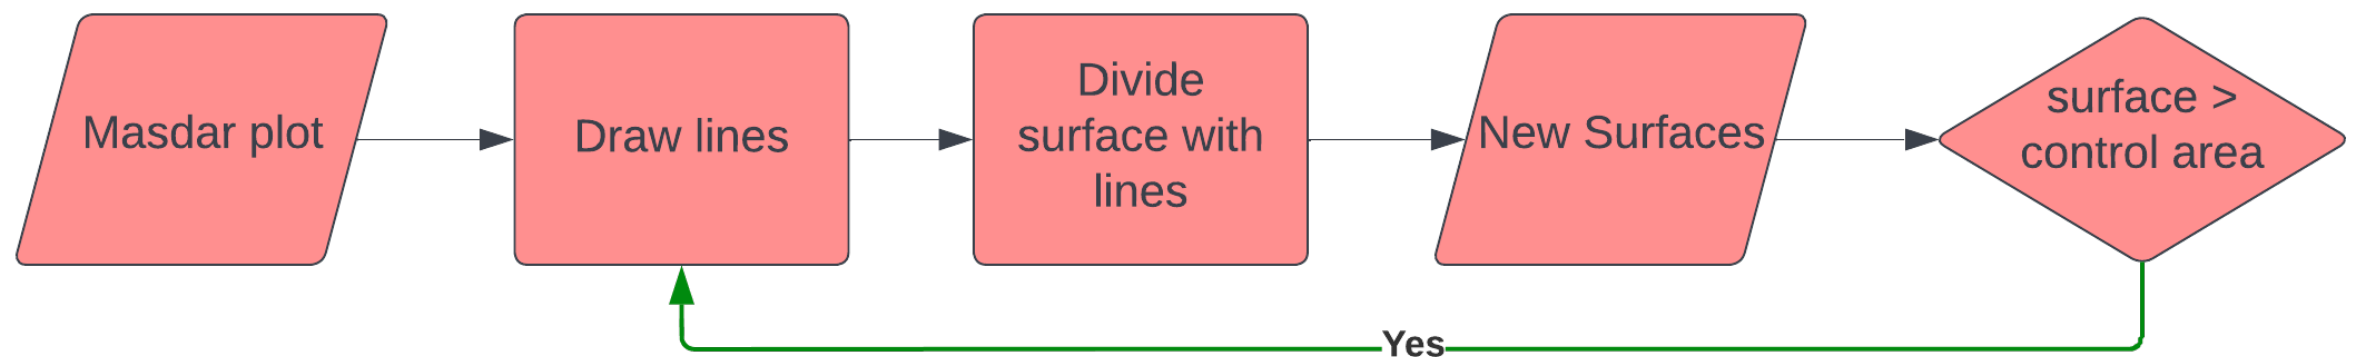 Masdar plot
Draw lines
Divide
surface with
lines
New Surfaces
surface >
control area
Yes